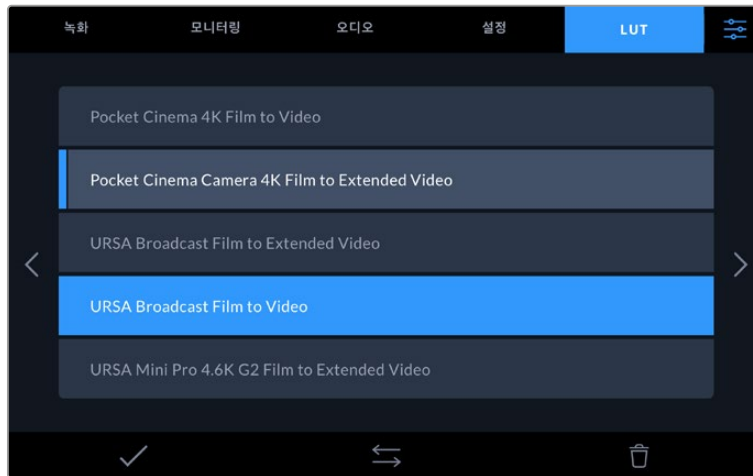 녹화 모니터링 오디오 설정 LUT
Pocket Cinema 4K Film to Video
Pocket Cinema Camera 4K Film to Extended Video
URSA Broadcast Film to Extended Video
URSA Broadcast Film to Video
URSA Mini Pro 4.6K G2 Film to Extended Video